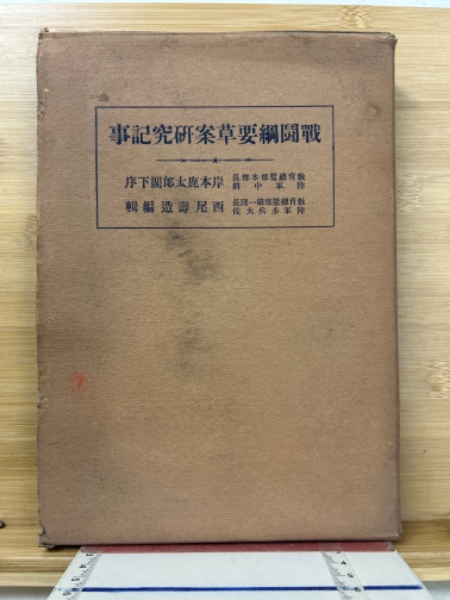 戰鬪綱要草案研究記事
教育總監部本部長
陸軍中將
岸本鹿太郎閣下序
教育總監部第一課長
陸軍步兵大佐
西尾壽造編輯